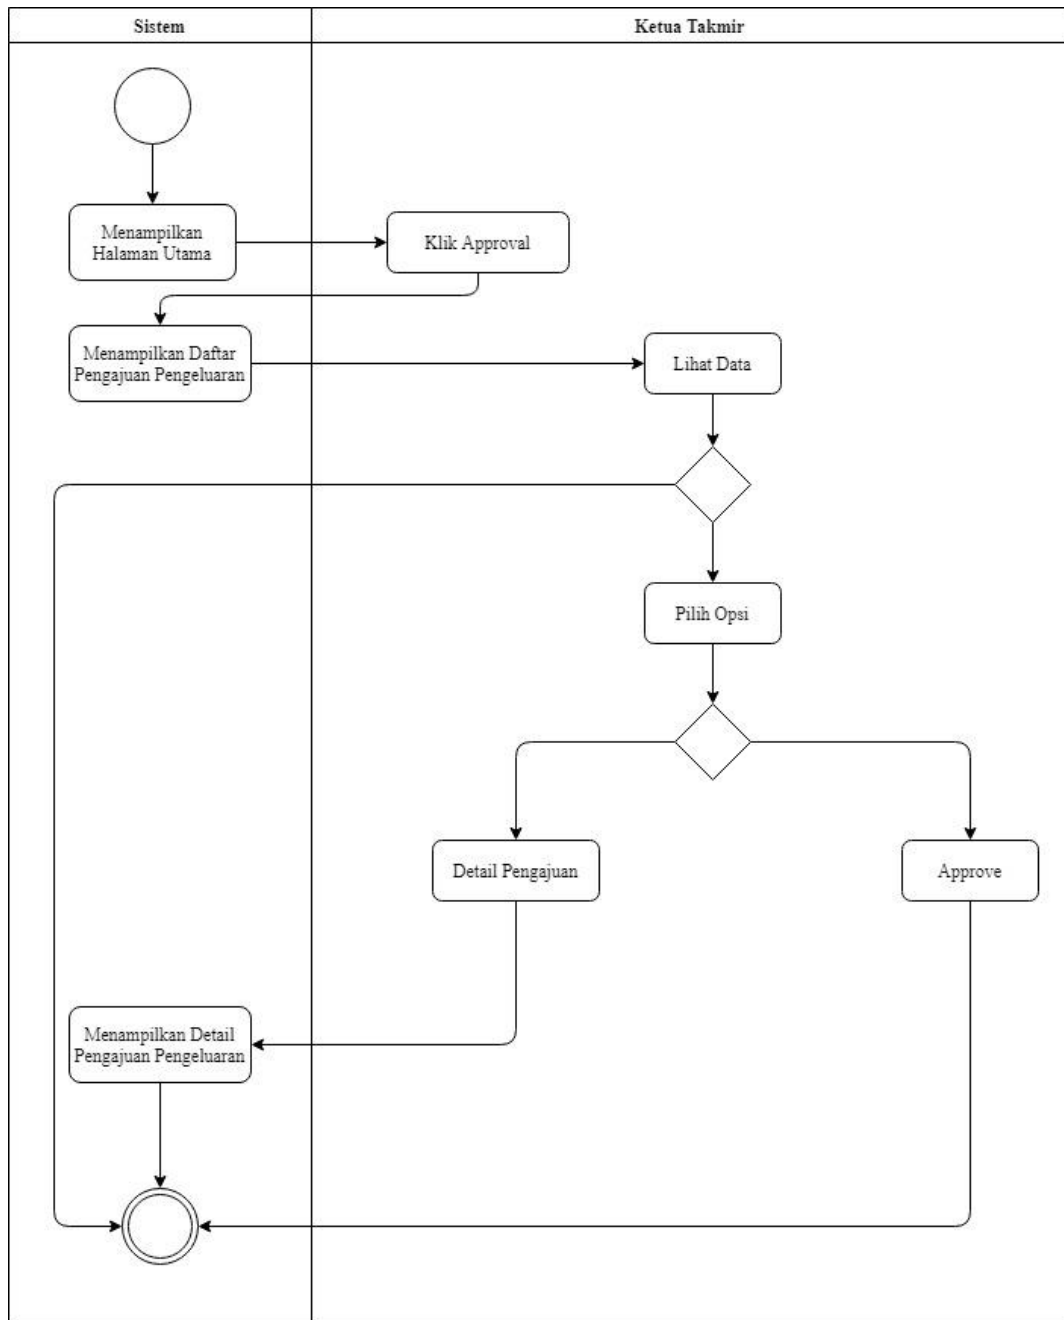 Sistem
Ketua Takmir
Menampilkan
Halaman Utama
Klik Approval
Menampilkan Daftar
Pengajuan Pengeluaran
Lihat Data
Pilih Opsi
Detail Pengajuan
Approve
Menampilkan Detail
Pengajuan Pengeluaran